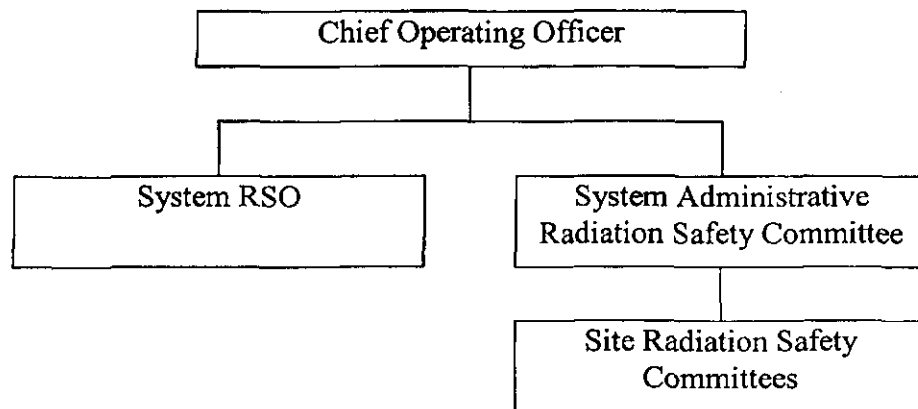 Chief Operating Officer
System RSO
System Administrative
Radiation Safety Committee
Site Radiation Safety
Committees